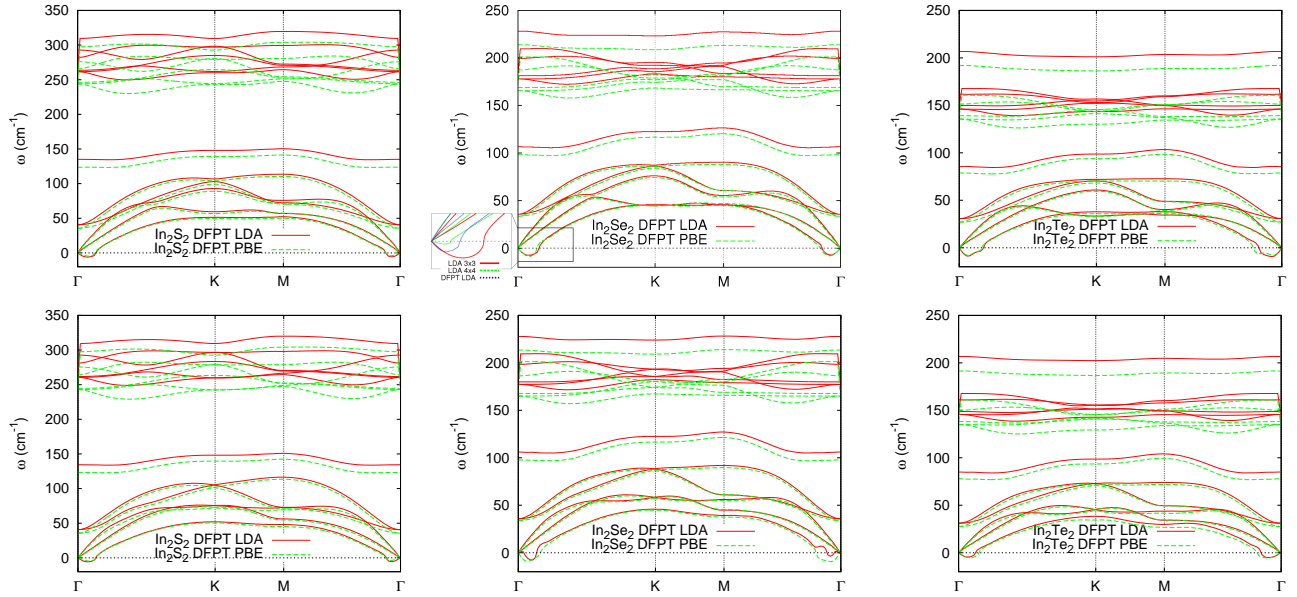 350
300
250
200
150
100
50
0
ω (cm⁻¹)
In₂S₂ DFPT LDA
In₂S₂ DFPT PBE
Γ K M Γ
250
200
150
100
50
0
ω (cm⁻¹)
LDA 3x3
LDA 4x4
DFPT LDA
In₂Se₂ DFPT LDA
In₂Se₂ DFPT PBE
Γ K M Γ
250
200
150
100
50
0
ω (cm⁻¹)
In₂Te₂ DFPT LDA
In₂Te₂ DFPT PBE
Γ K M Γ
350
300
250
200
150
100
50
0
ω (cm⁻¹)
In₂S₂ DFPT LDA
In₂S₂ DFPT PBE
Γ K M Γ
250
200
150
100
50
0
ω (cm⁻¹)
In₂Se₂ DFPT LDA
In₂Se₂ DFPT PBE
Γ K M Γ
250
200
150
100
50
0
ω (cm⁻¹)
In₂Te₂ DFPT LDA
In₂Te₂ DFPT PBE
Γ K M Γ